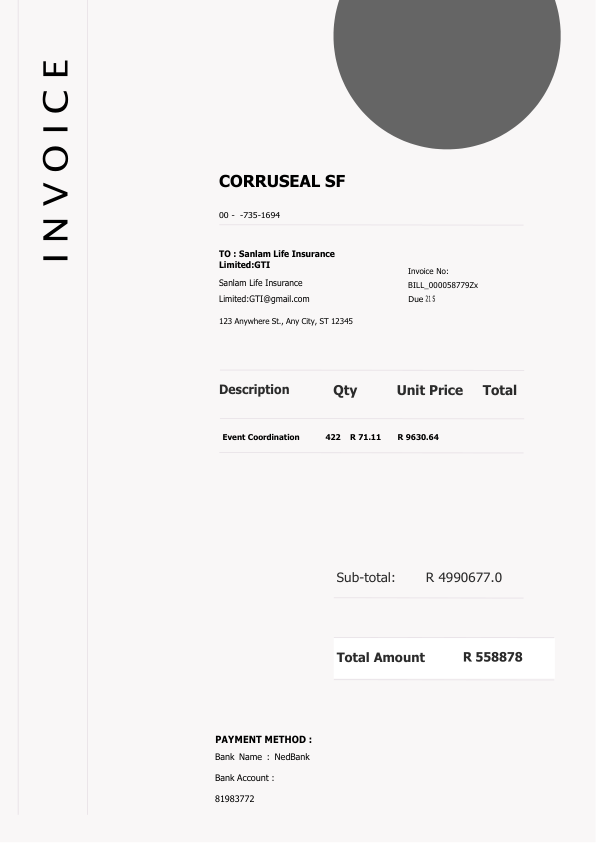 INVOICE
CORRUSEAL SF
00 - -735-1694
TO : Sanlam Life Insurance
Limited:GTI
Sanlam Life Insurance
Limited:GTI@gmail.com
123 Anywhere St., Any City, ST 12345
Invoice No:
BILL_000058779Zx
Due
Description Qty Unit Price Total
Event Coordination 422 R 71.11 R 9630.64
Sub-total: R 4990677.0
Total Amount R 558878
PAYMENT METHOD :
Bank Name : NedBank
Bank Account :
81983772